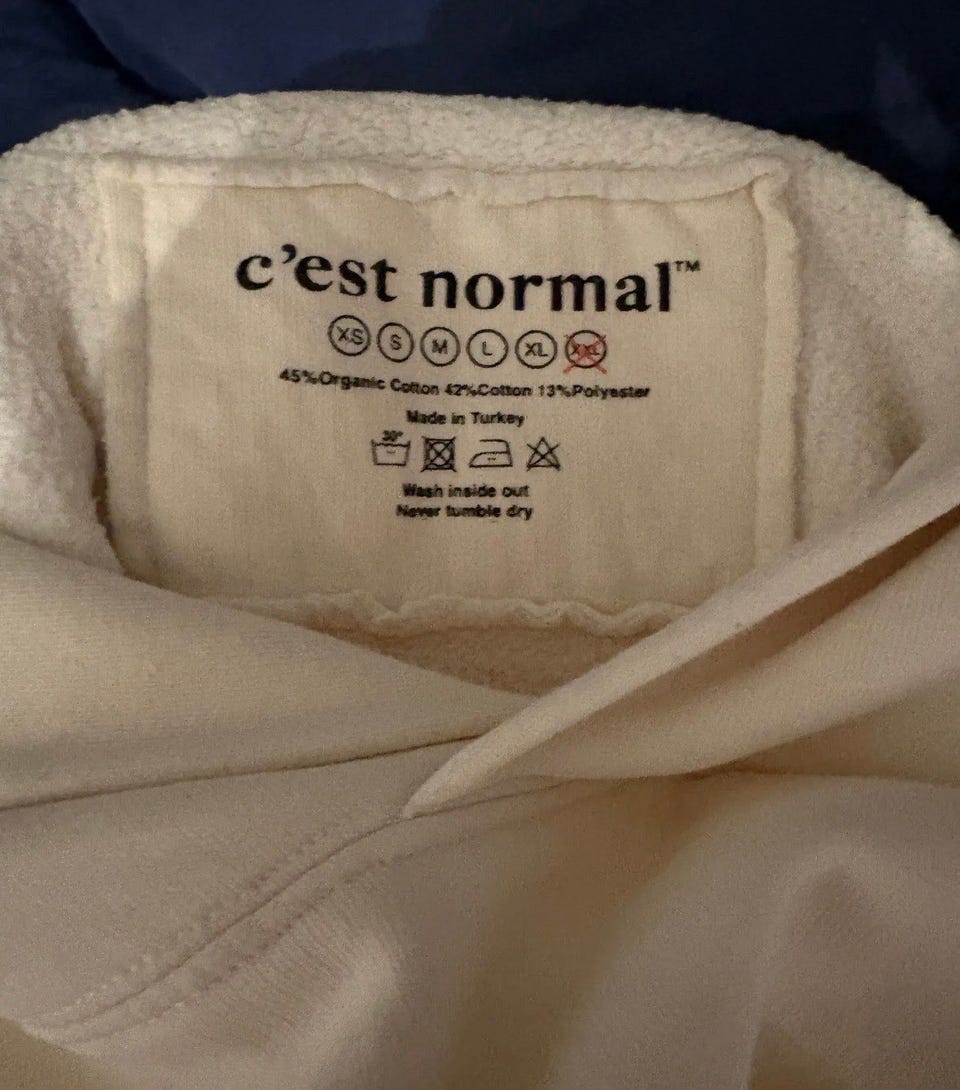 c’est normal™
XS S M L XL XXL
45%Organic Cotton 42%Cotton 13%Polyester
Made in Turkey
30°
Wash inside out
Never tumble dry